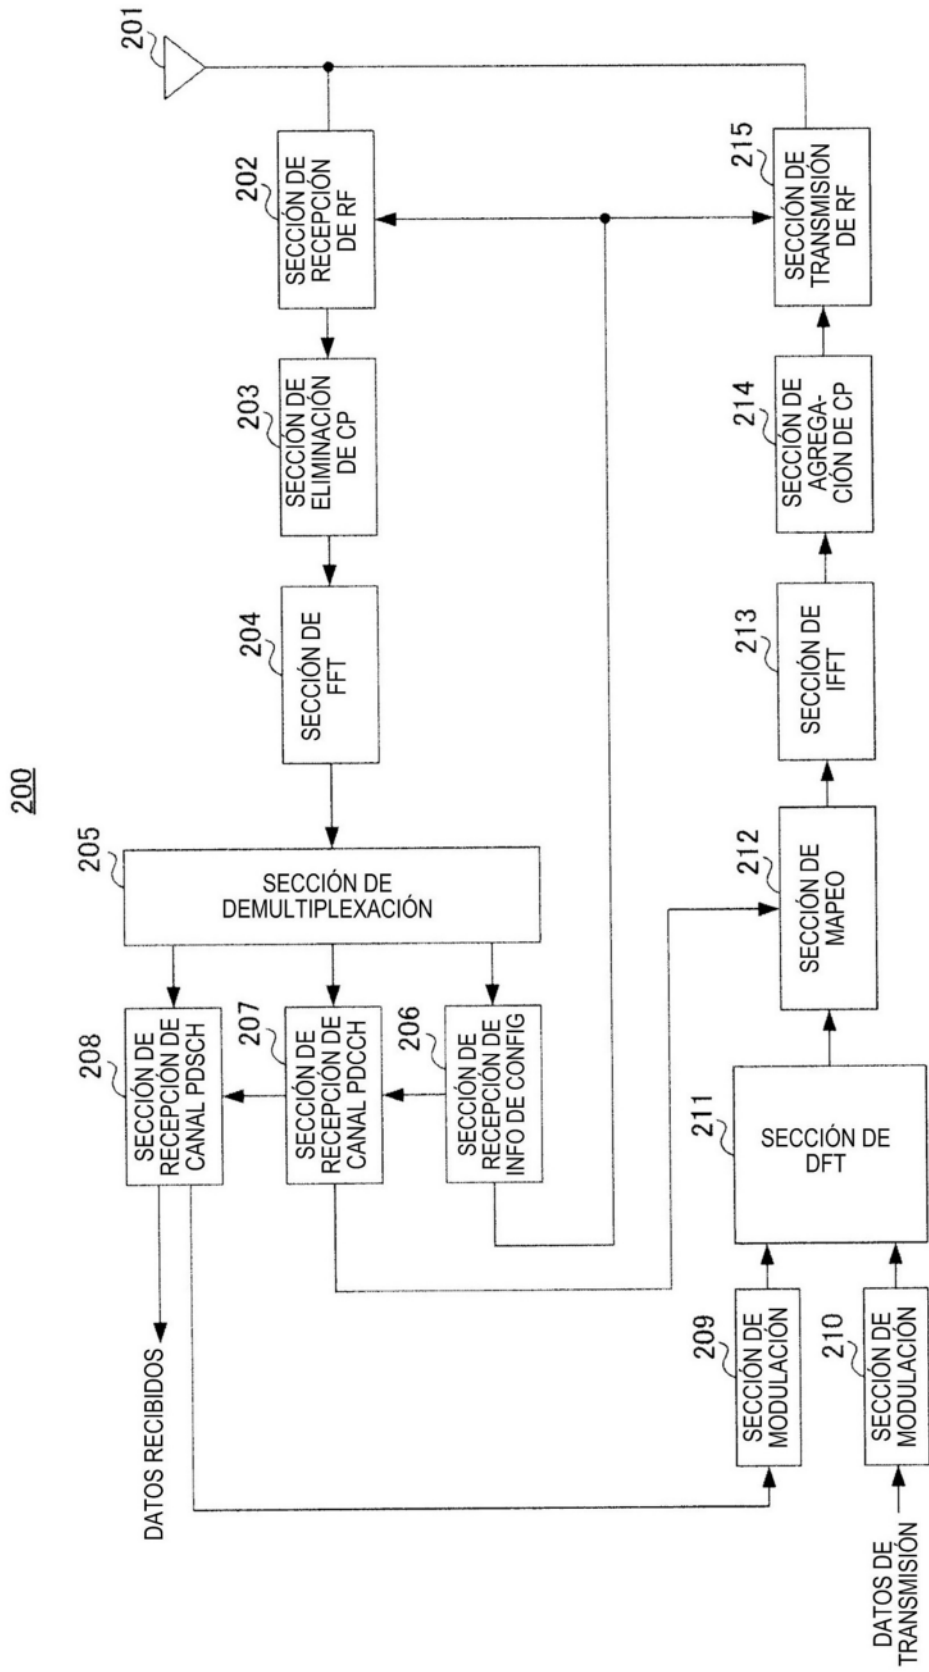 200
201
202
SECCIÓN DE
RECEPCIÓN
DE RF
203
SECCIÓN DE
ELIMINACIÓN
DE CP
204
SECCIÓN DE
FFT
205
SECCIÓN DE
DEMULTIPLEXACIÓN
208
SECCIÓN DE
RECEPCIÓN DE
CANAL PDSCH
207
SECCIÓN DE
RECEPCIÓN DE
CANAL PDCCH
206
SECCIÓN DE
RECEPCIÓN DE
INFO DE CONFIG
DATOS RECIBIDOS
215
SECCIÓN DE
TRANSMISIÓN
DE RF
214
SECCIÓN DE
AGREGA-
CIÓN DE CP
213
SECCIÓN DE
IFFT
212
SECCIÓN DE
MAPEO
211
SECCIÓN DE
DFT
209
SECCIÓN DE
MODULACIÓN
210
SECCIÓN DE
MODULACIÓN
DATOS DE
TRANSMISIÓN